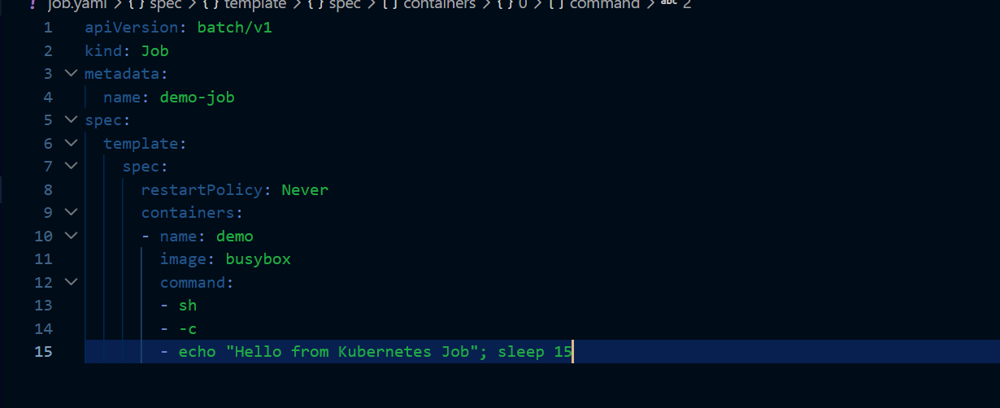 ! job.yaml > {} spec > {} template > {} spec > [] containers > {} 0 > [] command > abc 2
1 apiVersion: batch/v1
2 kind: Job
3 metadata:
4   name: demo-job
5 spec:
6   template:
7     spec:
8       restartPolicy: Never
9       containers:
10       - name: demo
11         image: busybox
12         command:
13         - sh
14         - -c
15         - echo "Hello from Kubernetes Job"; sleep 15